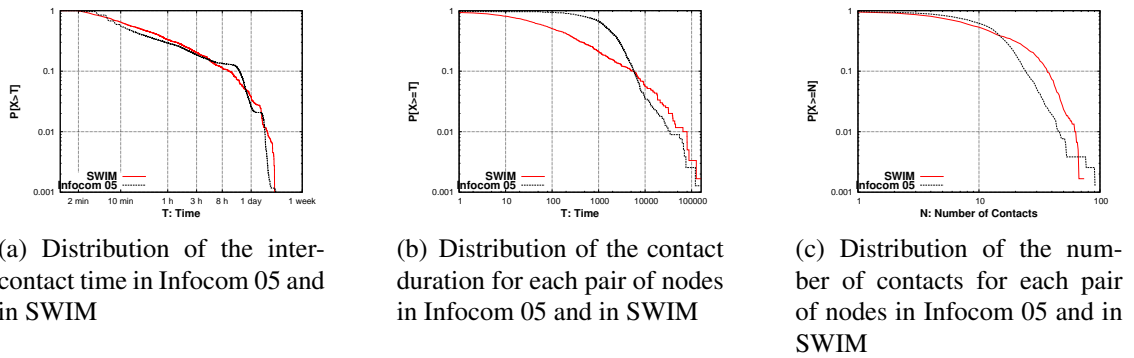 1
0.1
0.01
0.001
P[X>T]
SWIM
Infocom 05
2 min 10 min 1 h 3 h 8 h 1 day 1 week
T: Time
1
0.1
0.01
0.001
P[X>=T]
SWIM
Infocom 05
1 10 100 1000 10000 100000
T: Time
1
0.1
0.01
0.001
P[X>=N]
SWIM
Infocom 05
1 10 100
N: Number of Contacts
(a) Distribution of the inter-
contact time in Infocom 05 and
in SWIM
(b) Distribution of the contact
duration for each pair of nodes
in Infocom 05 and in SWIM
(c) Distribution of the num-
ber of contacts for each pair
of nodes in Infocom 05 and in
SWIM